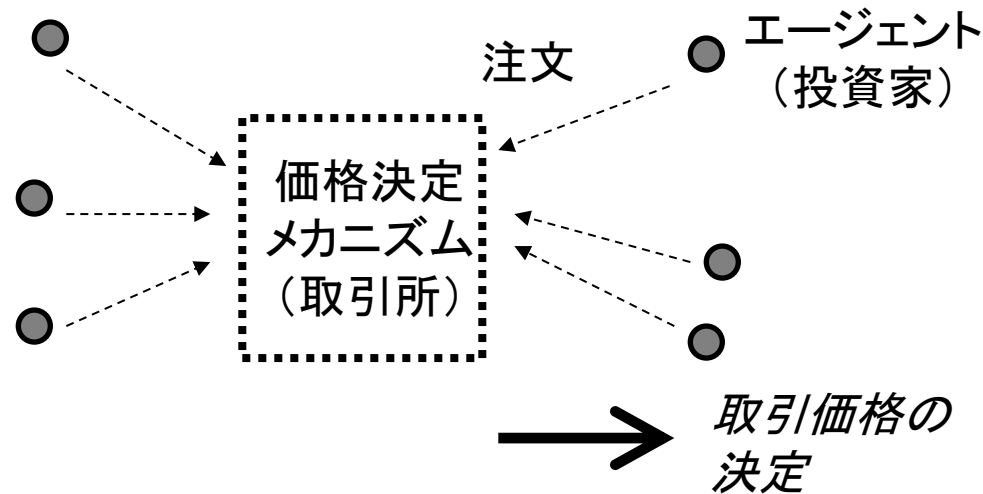 注文
エージェント
（投資家）
価格決定
メカニズム
（取引所）
取引価格の
決定